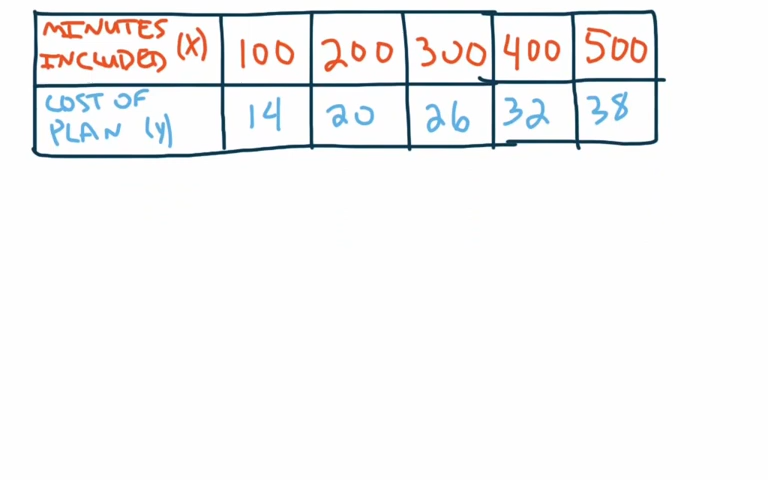 MINUTES
INCLUDED (X) 100 200 300 400 500
COST OF
PLAN (y) 14 20 26 32 38